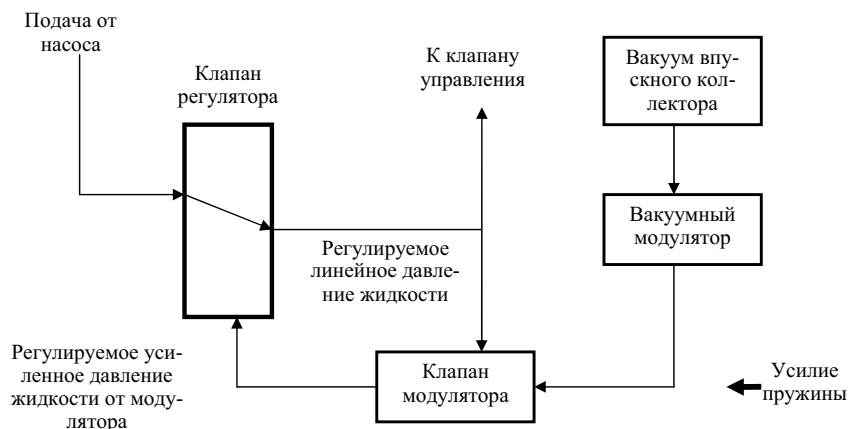 Подача от
насоса
Клапан
регулятора
К клапану
управления
Вакуум впу-
скного кол-
лектора
Вакуумный
модулятор
Регулируемое
линейное давле-
ние жидкости
Регулируемое уси-
ленное давление
жидкости от моду-
лятора
Клапан
модулятора
Усилие
пружины